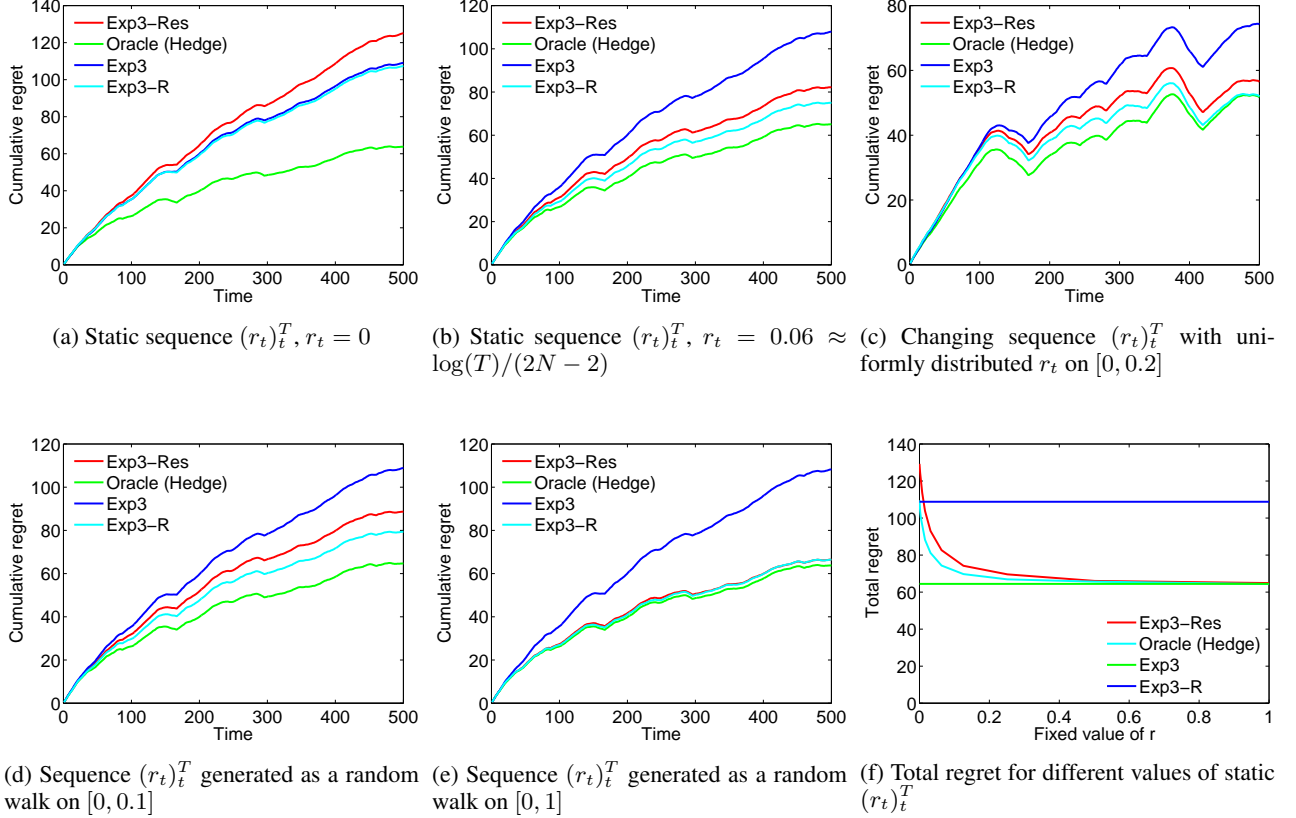 140
120
100
80
60
40
20
0
Cumulative regret
Exp3−Res
Oracle (Hedge)
Exp3
Exp3−R
0 100 200 300 400 500
Time
(a) Static sequence $(r_t)_t^T$, $r_t = 0$
120
100
80
60
40
20
0
Cumulative regret
Exp3−Res
Oracle (Hedge)
Exp3
Exp3−R
0 100 200 300 400 500
Time
(b) Static sequence $(r_t)_t^T$, $r_t = 0.06 \approx$
$\log(T)/(2N - 2)$
80
60
40
20
0
Cumulative regret
Exp3−Res
Oracle (Hedge)
Exp3
Exp3−R
0 100 200 300 400 500
Time
(c) Changing sequence $(r_t)_t^T$ with uni-
formly distributed $r_t$ on $[0, 0.2]$
120
100
80
60
40
20
0
Cumulative regret
Exp3−Res
Oracle (Hedge)
Exp3
Exp3−R
0 100 200 300 400 500
Time
(d) Sequence $(r_t)_t^T$ generated as a random
walk on $[0, 0.1]$
120
100
80
60
40
20
0
Cumulative regret
Exp3−Res
Oracle (Hedge)
Exp3
Exp3−R
0 100 200 300 400 500
Time
(e) Sequence $(r_t)_t^T$ generated as a random
walk on $[0, 1]$
140
120
100
80
60
40
20
0
Total regret
Exp3−Res
Oracle (Hedge)
Exp3
Exp3−R
0 0.2 0.4 0.6 0.8 1
Fixed value of r
(f) Total regret for different values of static
$(r_t)_t^T$